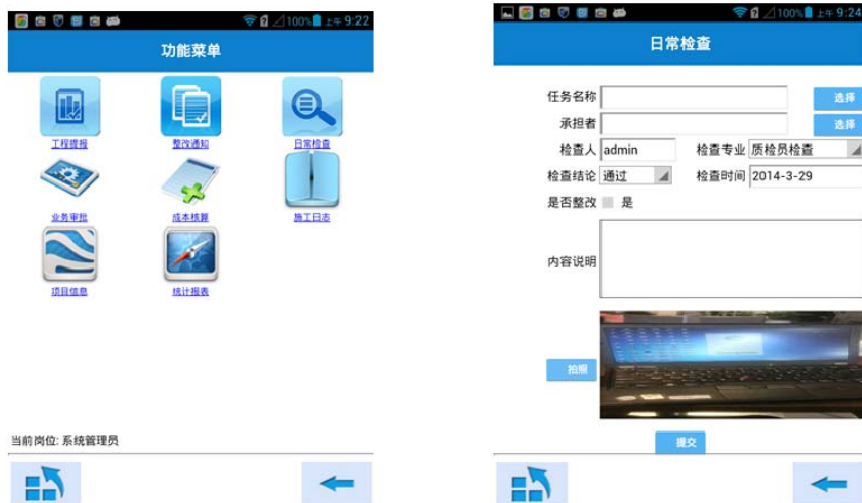 100% 上午 9:22
功能菜单
工程提报 整改通知 日常检查
业务审批 成本核算 施工日志
项目信息 统计报表
当前岗位: 系统管理员
100% 上午 9:24
日常检查
任务名称 选择
承担者 选择
检查人 admin 检查专业 质检员检查
检查结论 通过 检查时间 2014-3-29
是否整改 是
内容说明
拍照
提交